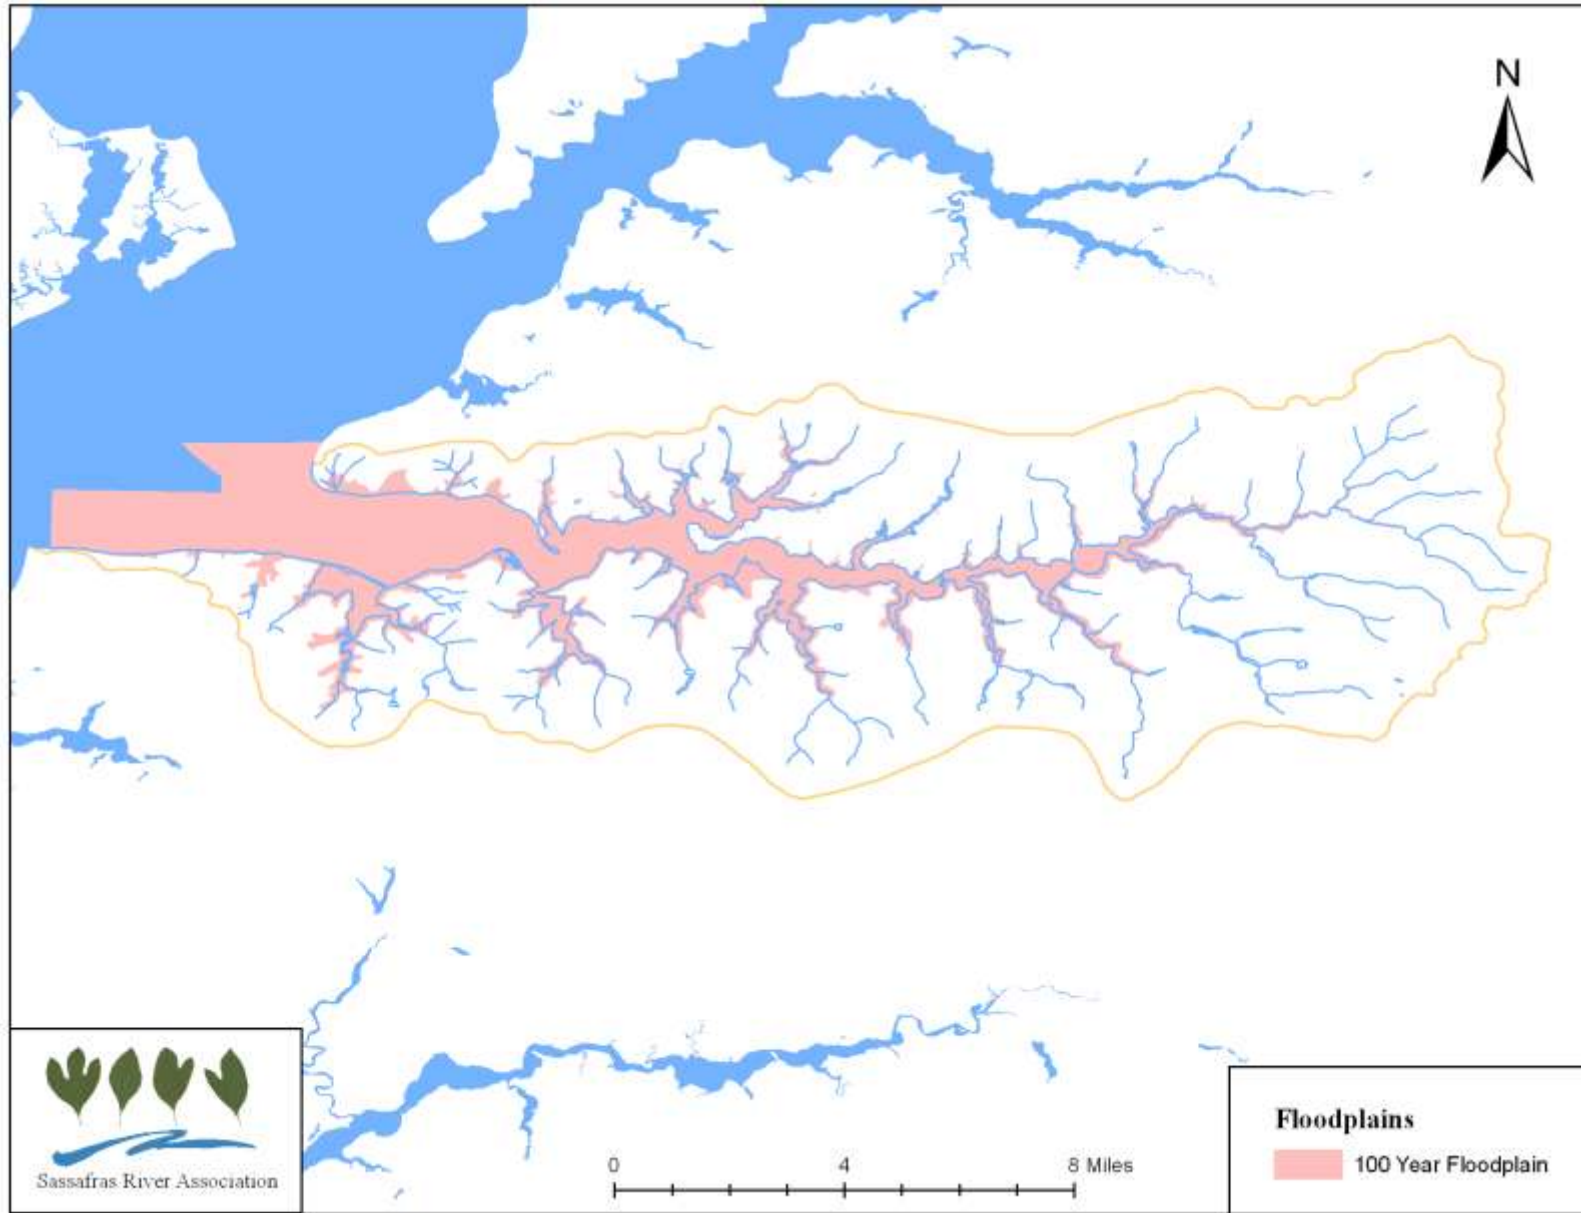 N
Sassafras River Association
0 4 8 Miles
Floodplains
100 Year Floodplain